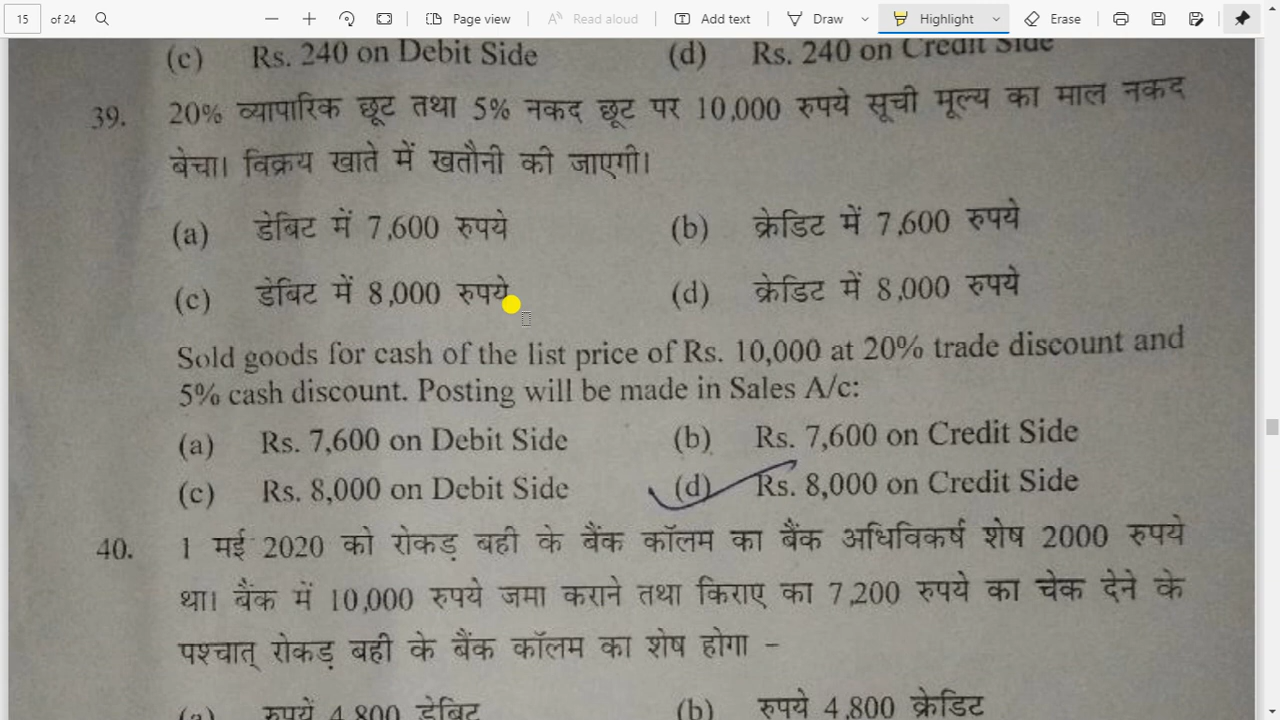 15 of 24 Page view Read aloud Add text Draw Highlight Erase
(c) Rs. 240 on Debit Side (d) Rs. 240 on Credit Side
39. 20% व्यापारिक छूट तथा 5% नकद छूट पर 10,000 रुपये सूची मूल्य का माल नकद
बेचा। विक्रय खाते में खतौनी की जाएगी।
(a) डेबिट में 7,600 रुपये (b) क्रेडिट में 7,600 रुपये
(c) डेबिट में 8,000 रुपये (d) क्रेडिट में 8,000 रुपये
Sold goods for cash of the list price of Rs. 10,000 at 20% trade discount and
5% cash discount. Posting will be made in Sales A/c:
(a) Rs. 7,600 on Debit Side (b) Rs. 7,600 on Credit Side
(c) Rs. 8,000 on Debit Side (d) Rs. 8,000 on Credit Side
40. 1 मई 2020 को रोकड़ बही के बैंक कॉलम का बैंक अधिविकर्ष शेष 2000 रुपये
था। बैंक में 10,000 रुपये जमा कराने तथा किराए का 7,200 रुपये का चेक देने के
पश्चात् रोकड़ बही के बैंक कॉलम का शेष होगा –
(a) रुपयें 4,800 डेबिट (b) रुपये 4,800 क्रेडिट